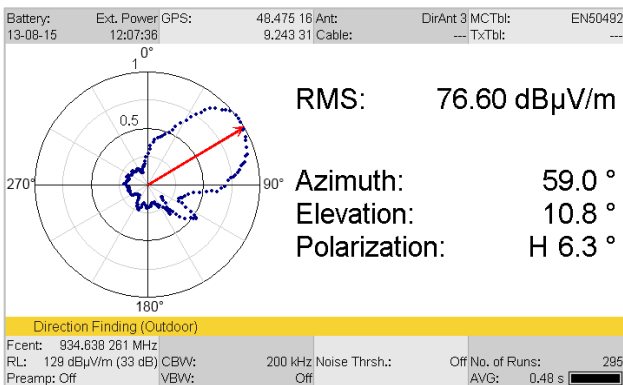 Battery: Ext. Power GPS: 48.475 16 Ant: DirAnt 3 MCTbl: EN50492
13-08-15 12:07:36 9.243 31 Cable: --- TxTbl: ---
0°
1
0.5
270°
90°
180°
RMS: 76.60 dBµV/m
Azimuth: 59.0 °
Elevation: 10.8 °
Polarization: H 6.3 °
Direction Finding (Outdoor)
Fcent: 934.638 261 MHz
RL: 129 dBµV/m (33 dB) CBW: 200 kHz Noise Thrsh.: Off No. of Runs: 295
Preamp: Off VBW: Off AVG: 0.48 s